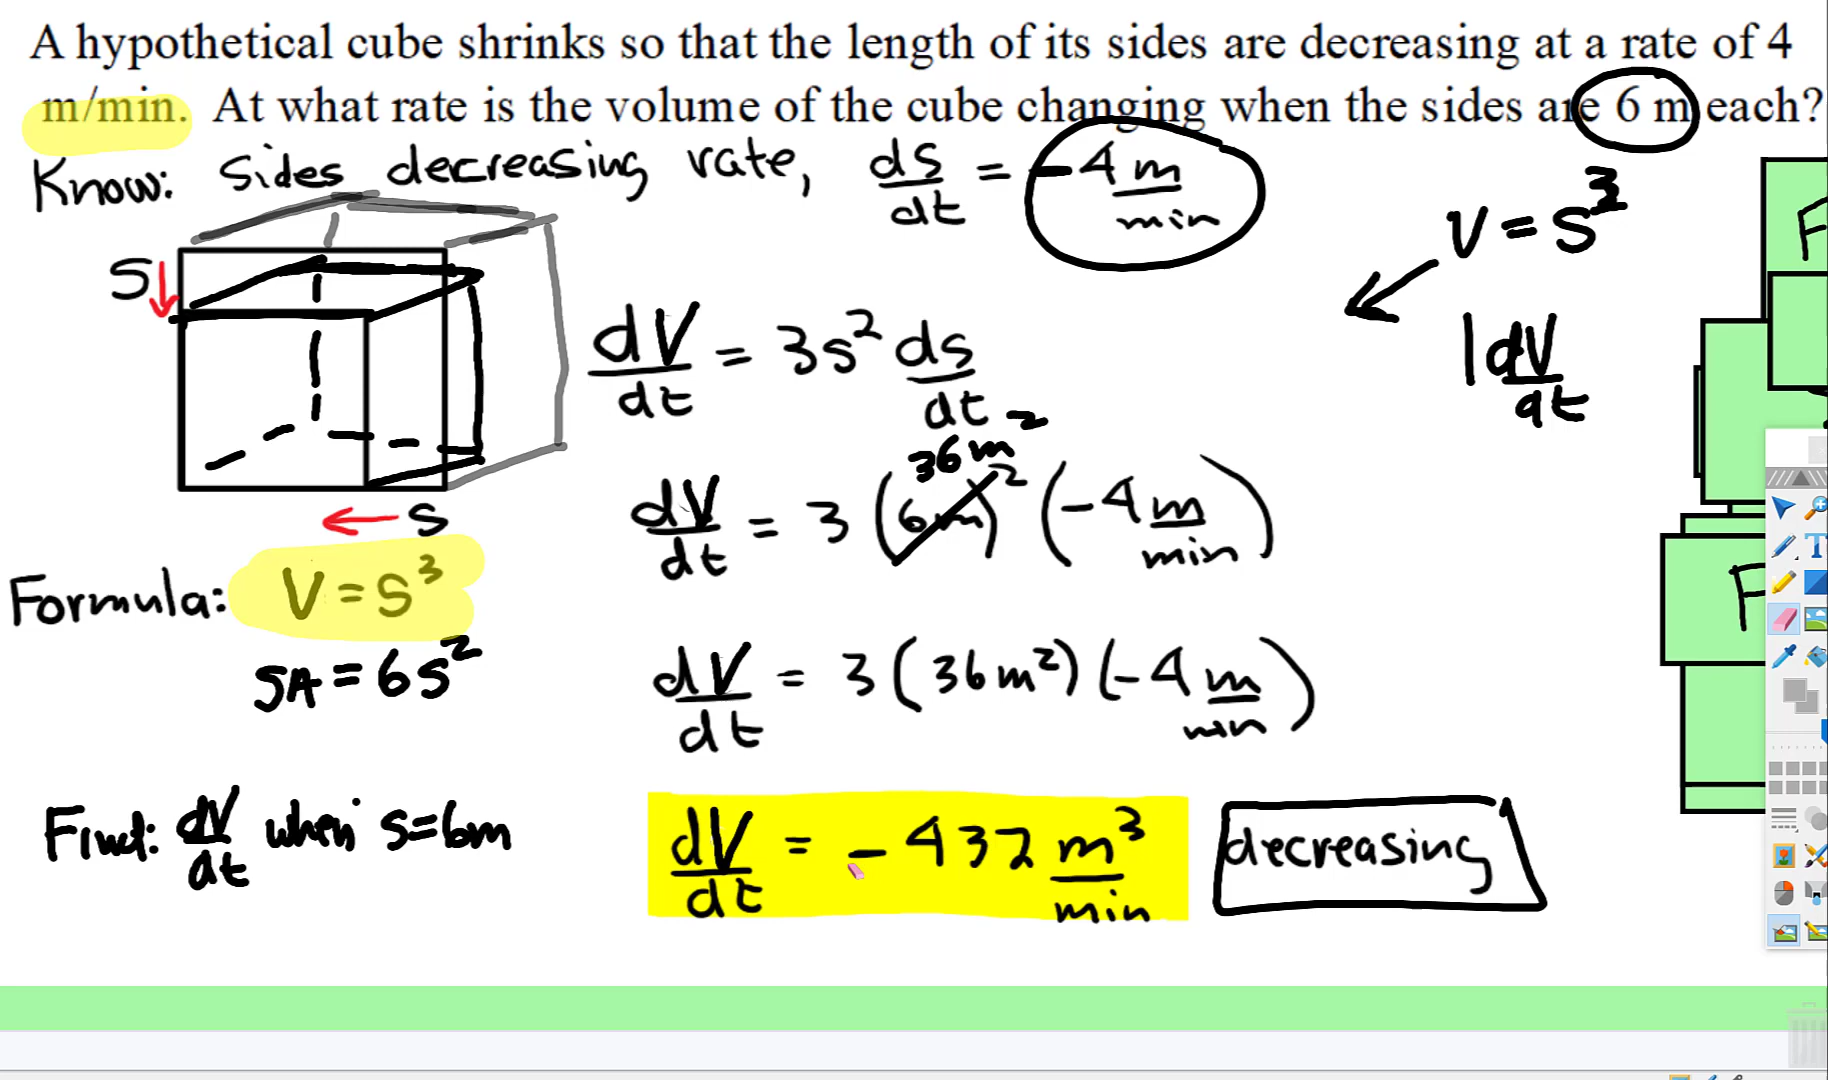 A hypothetical cube shrinks so that the length of its sides are decreasing at a rate of 4
m/min. At what rate is the volume of the cube changing when the sides are 6 m each?
Know: Sides decreasing rate, ds/dt = -4 m/min
V = S³
S
1 dV/dt
dV/dt = 3s² ds/dt
36m²
dV/dt = 3 (6m)² (-4 m/min)
S
Formula: V = S³
SA = 6S²
dV/dt = 3 (36m²) (-4 m/min)
Find: dV/dt when s=6m
dV/dt = -432 m³/min
decreasing
F
F
T